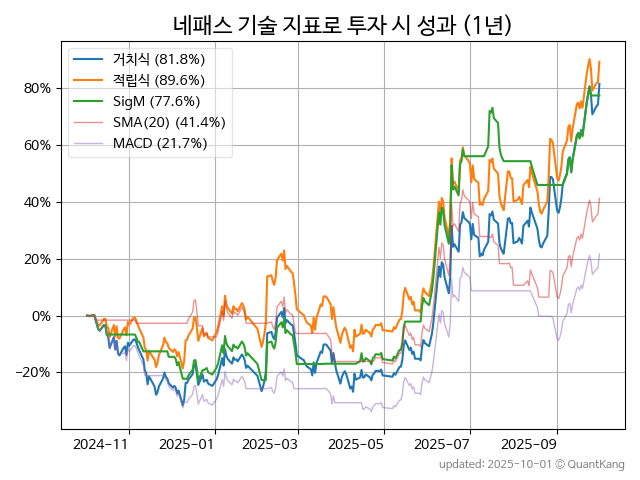 네패스 기술 지표로 투자 시 성과 (1년)
거치식 (81.8%)
적립식 (89.6%)
SigM (77.6%)
SMA(20) (41.4%)
MACD (21.7%)
80%
60%
40%
20%
0%
−20%
2024-11
2025-01
2025-03
2025-05
2025-07
2025-09
updated: 2025-10-01 © QuantKang